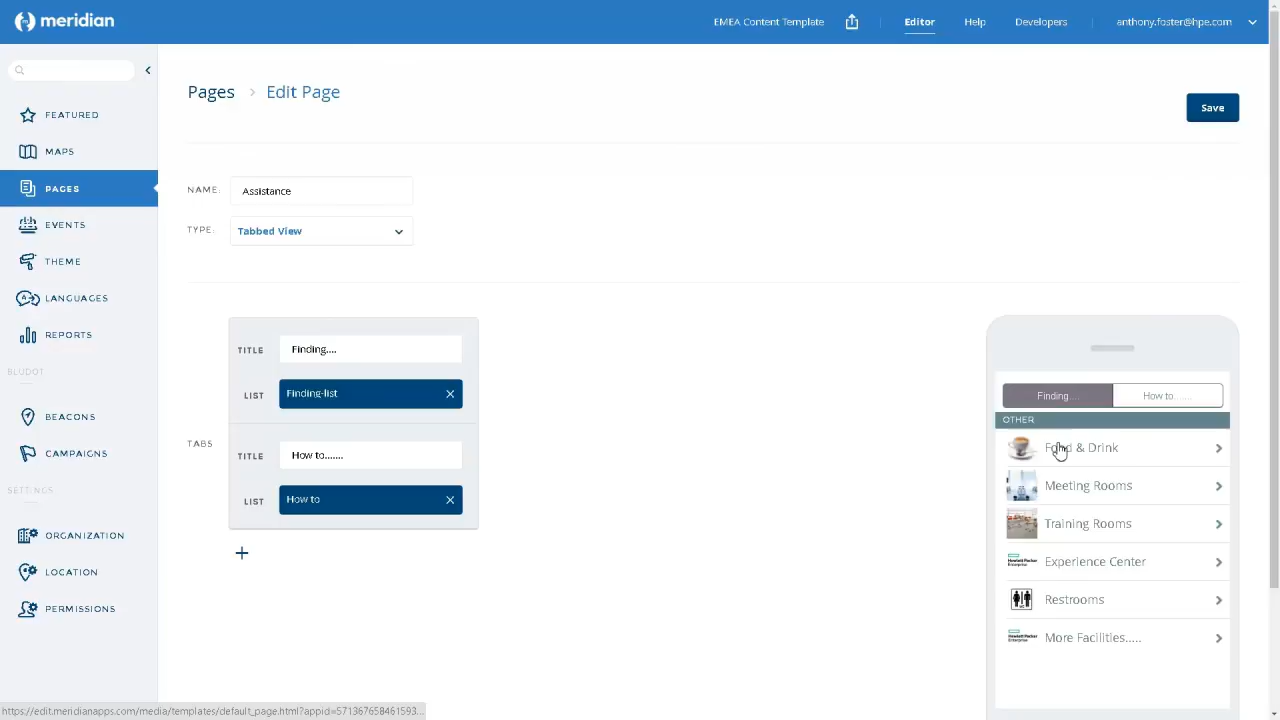 meridian
EMEA Content Template
Editor
Help
Developers
anthony.foster@hpe.com
FEATURED
MAPS
PAGES
EVENTS
THEME
LANGUAGES
REPORTS
BLUDOT
BEACONS
CAMPAIGNS
SETTINGS
ORGANIZATION
LOCATION
PERMISSIONS
Pages > Edit Page
Save
NAME: Assistance
TYPE: Tabbed View
TABS
TITLE Finding....
LIST Finding-list
TITLE How to.......
LIST How to
Finding.... How to.......
OTHER
Food & Drink
Meeting Rooms
Training Rooms
Experience Center
Restrooms
More Facilities.....
https://edit.meridianapps.com/media/templates/default_page.html?appid=571367658461593...